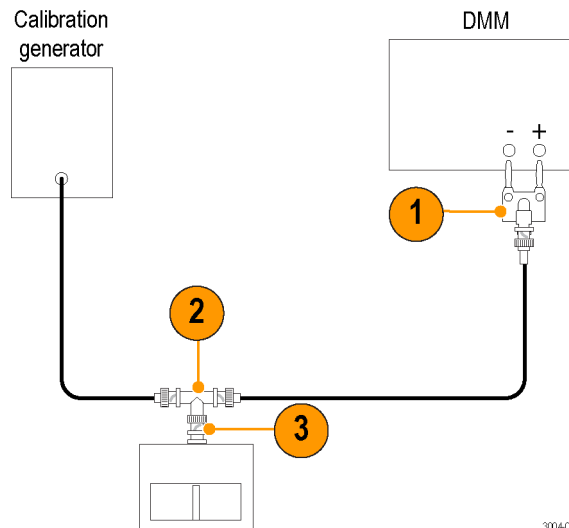 Calibration
generator
DMM
- +
1
2
3